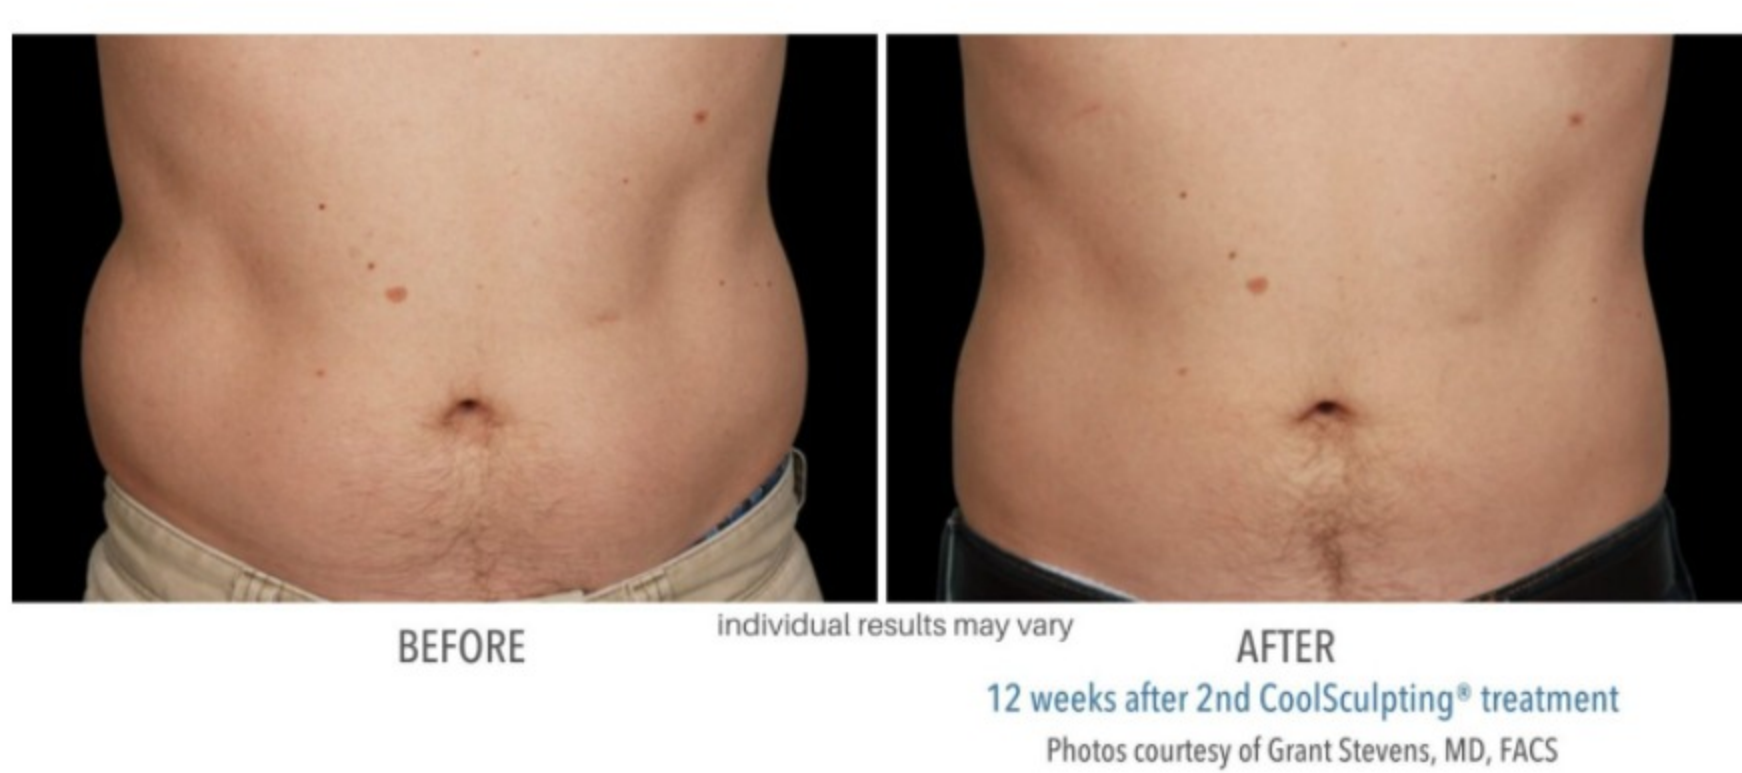 individual results may vary
BEFORE
AFTER
12 weeks after 2nd CoolSculpting® treatment
Photos courtesy of Grant Stevens, MD, FACS